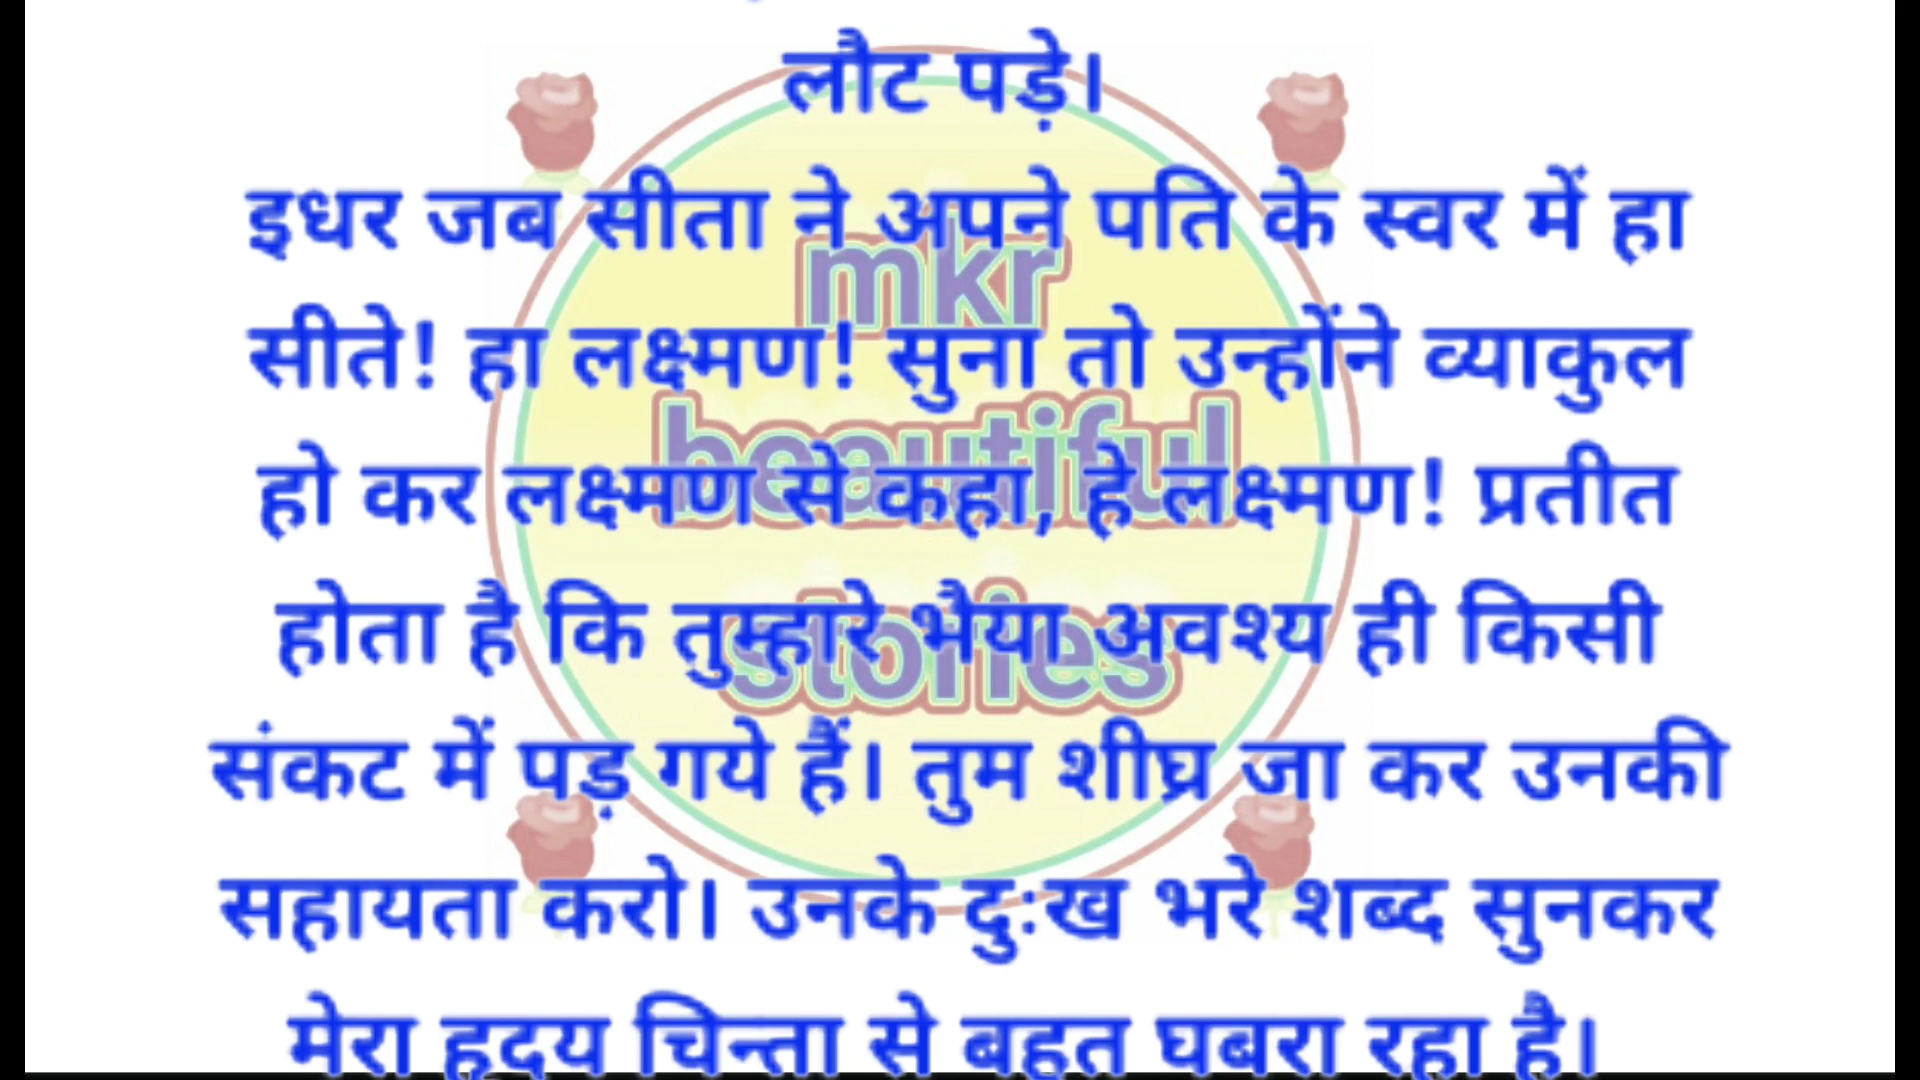 लौट पड़े।
इधर जब सीता ने अपने पति के स्वर में हा
सीते! हा लक्ष्मण! सुना तो उन्होंने व्याकुल
हो कर लक्ष्मण से कहा, हे लक्ष्मण! प्रतीत
होता है कि तुम्हारे भैया अवश्य ही किसी
संकट में पड़ गये हैं। तुम शीघ्र जा कर उनकी
सहायता करो। उनके दुःख भरे शब्द सुनकर
मेरा हृदय चिन्ता से बहुत घबरा रहा है।
mkr
beautiful
stories